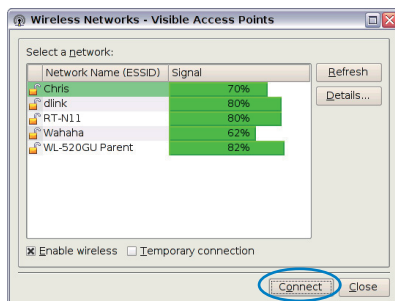 Wireless Networks - Visible Access Points
Select a network:
Network Name (ESSID) Signal
Refresh
Chris 70%
Details...
dlink 80%
RT-N11 80%
Wahaha 62%
WL-520GU Parent 82%
Enable wireless Temporary connection
Connect Close